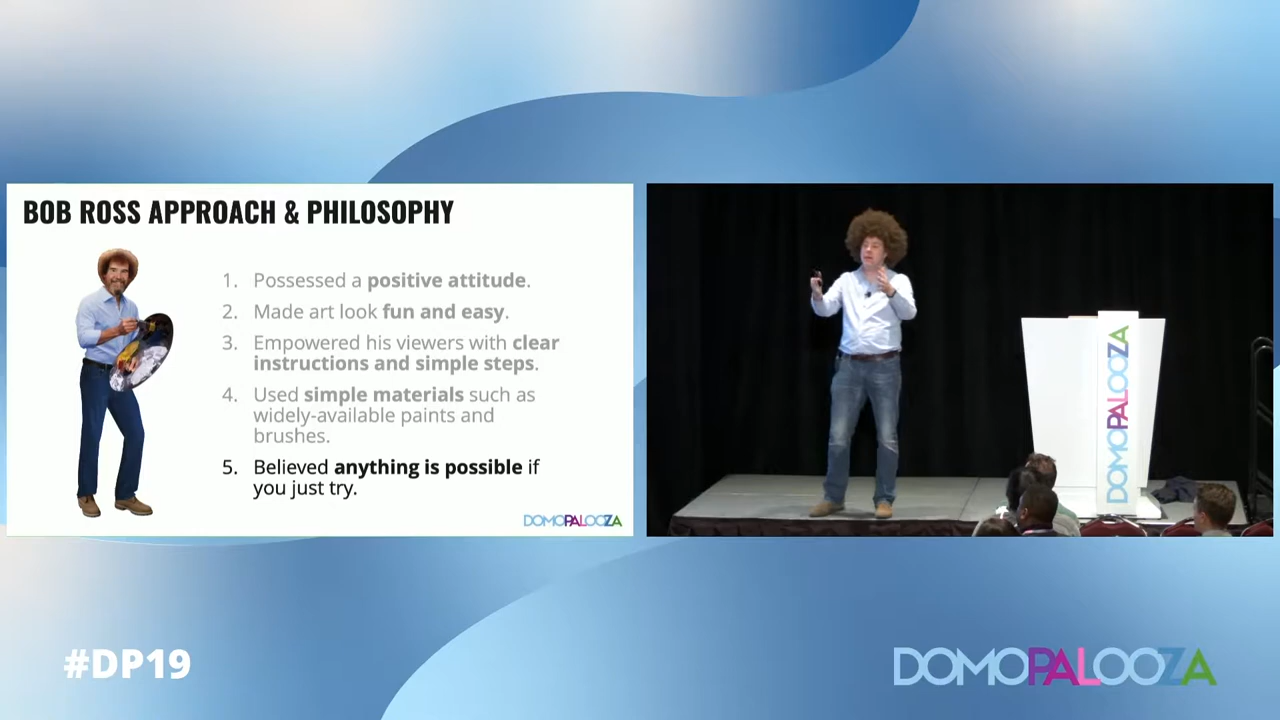 BOB ROSS APPROACH & PHILOSOPHY
1. Possessed a positive attitude.
2. Made art look fun and easy.
3. Empowered his viewers with clear
instructions and simple steps.
4. Used simple materials such as
widely-available paints and
brushes.
5. Believed anything is possible if
you just try.
DOMOPALOOZA
DOMOPALOOZA
#DP19
DOMOPALOOZA